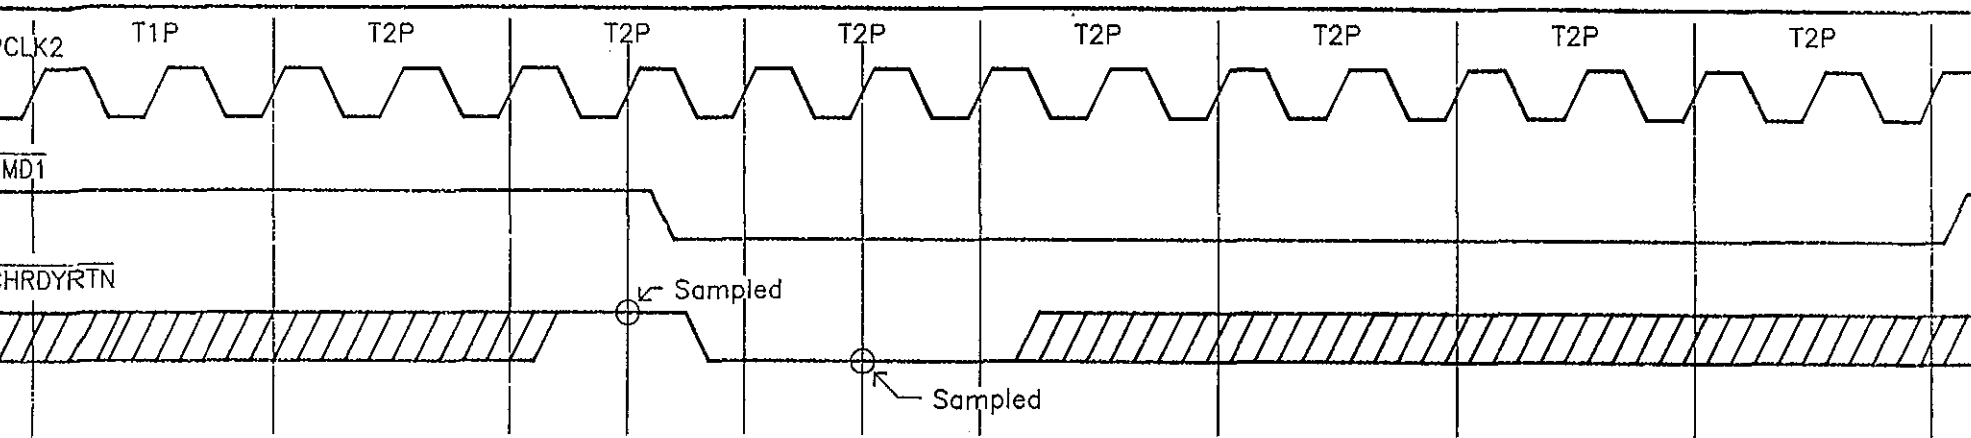 T1P T2P T2P T2P T2P T2P T2P T2P
PCLK2
MD1
CHRDYRTN
Sampled
Sampled